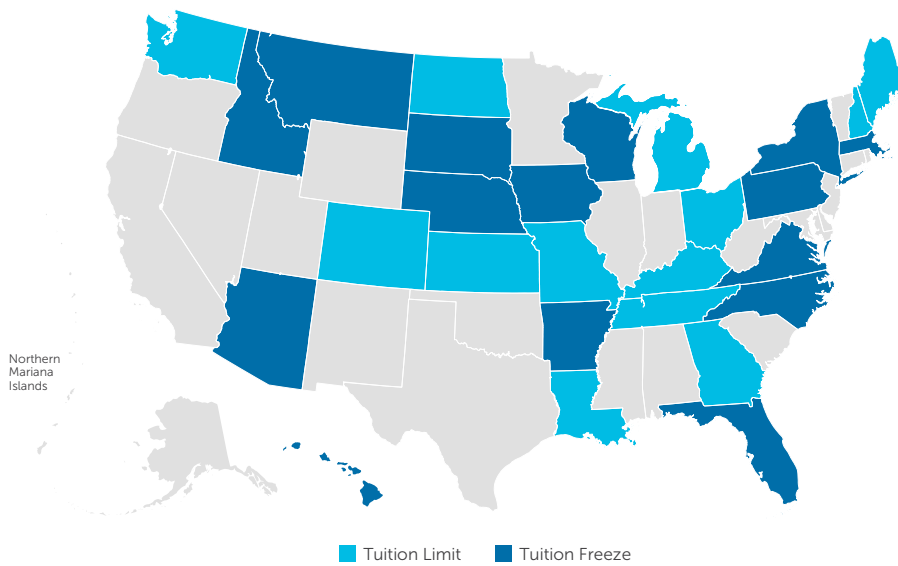 Northern
Mariana
Islands
Tuition Limit
Tuition Freeze